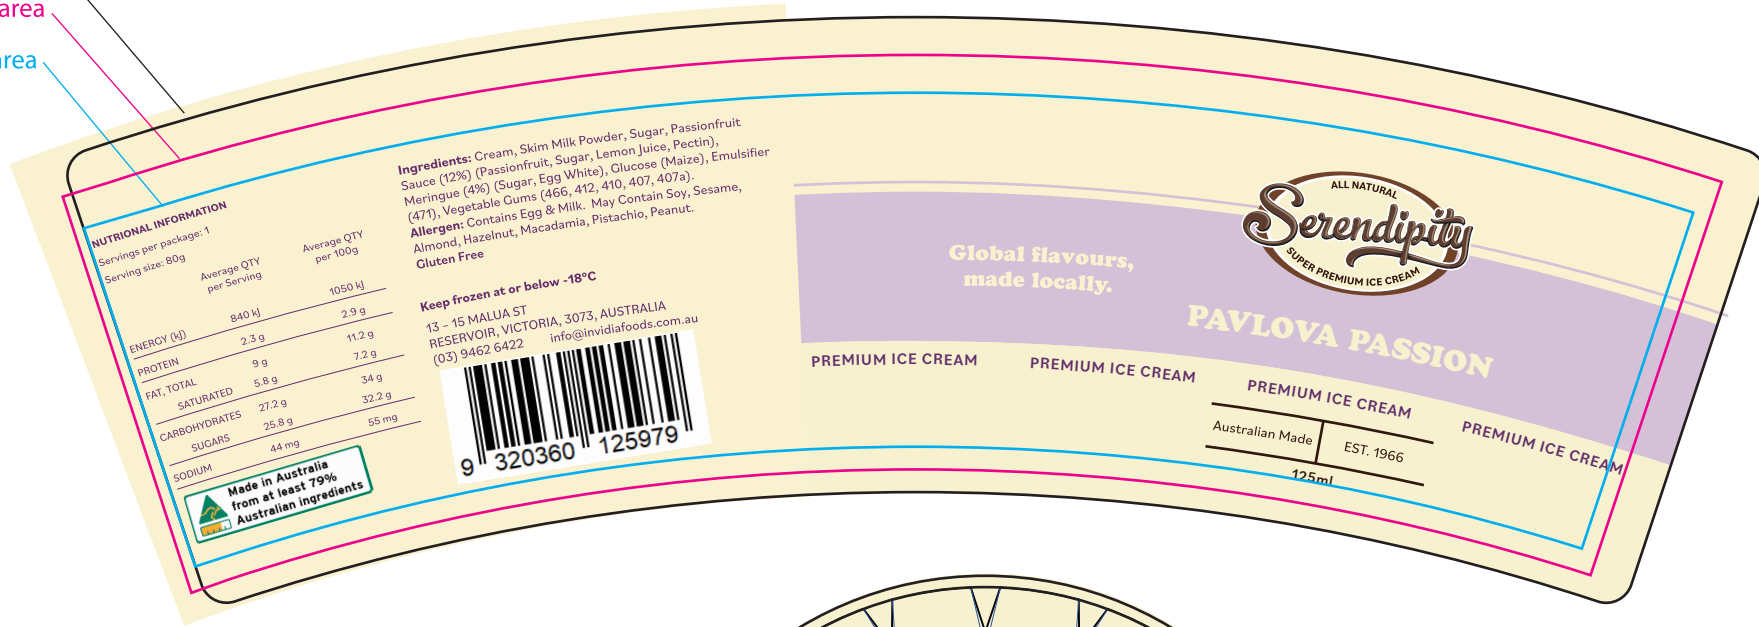 area
area
NUTRIONAL INFORMATION
Servings per package: 1
Serving size: 80g
Average QTY
per Serving
Average QTY
per 100g
ENERGY (kJ) 840 kJ 1050 kJ
PROTEIN 2.3 g 2.9 g
FAT, TOTAL 9 g 11.2 g
SATURATED 5.8 g 7.2 g
CARBOHYDRATES 27.2 g 34 g
SUGARS 25.8 g 32.2 g
SODIUM 44 mg 55 mg
Made in Australia
from at least 79%
Australian ingredients
Ingredients: Cream, Skim Milk Powder, Sugar, Passionfruit
Sauce (12%) (Passionfruit, Sugar, Lemon Juice, Pectin),
Meringue (4%) (Sugar, Egg White), Glucose (Maize), Emulsifier
(471), Vegetable Gums (466, 412, 410, 407, 407a).
Allergen: Contains Egg & Milk. May Contain Soy, Sesame,
Almond, Hazelnut, Macadamia, Pistachio, Peanut.
Gluten Free
Keep frozen at or below -18°C
13 - 15 MALUA ST
RESERVOIR, VICTORIA, 3073, AUSTRALIA
(03) 9462 6422 info@invidiafoods.com.au
9 320360 125979
Global flavours,
made locally.
ALL NATURAL
Serendipity
SUPER PREMIUM ICE CREAM
PAVLOVA PASSION
PREMIUM ICE CREAM PREMIUM ICE CREAM PREMIUM ICE CREAM PREMIUM ICE CREAM
Australian Made EST. 1966
125ml